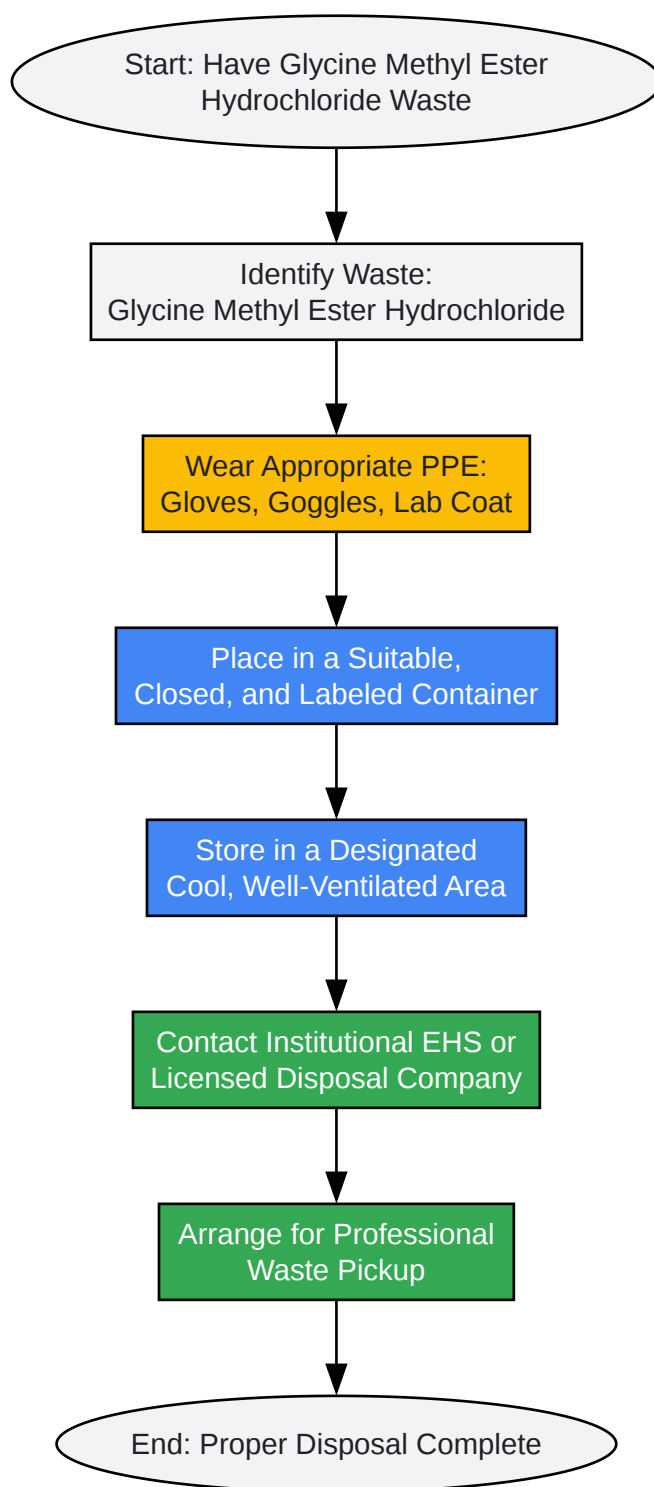 Start: Have Glycine Methyl Ester
Hydrochloride Waste
Identify Waste:
Glycine Methyl Ester Hydrochloride
Wear Appropriate PPE:
Gloves, Goggles, Lab Coat
Place in a Suitable,
Closed, and Labeled Container
Store in a Designated
Cool, Well-Ventilated Area
Contact Institutional EHS or
Licensed Disposal Company
Arrange for Professional
Waste Pickup
End: Proper Disposal Complete